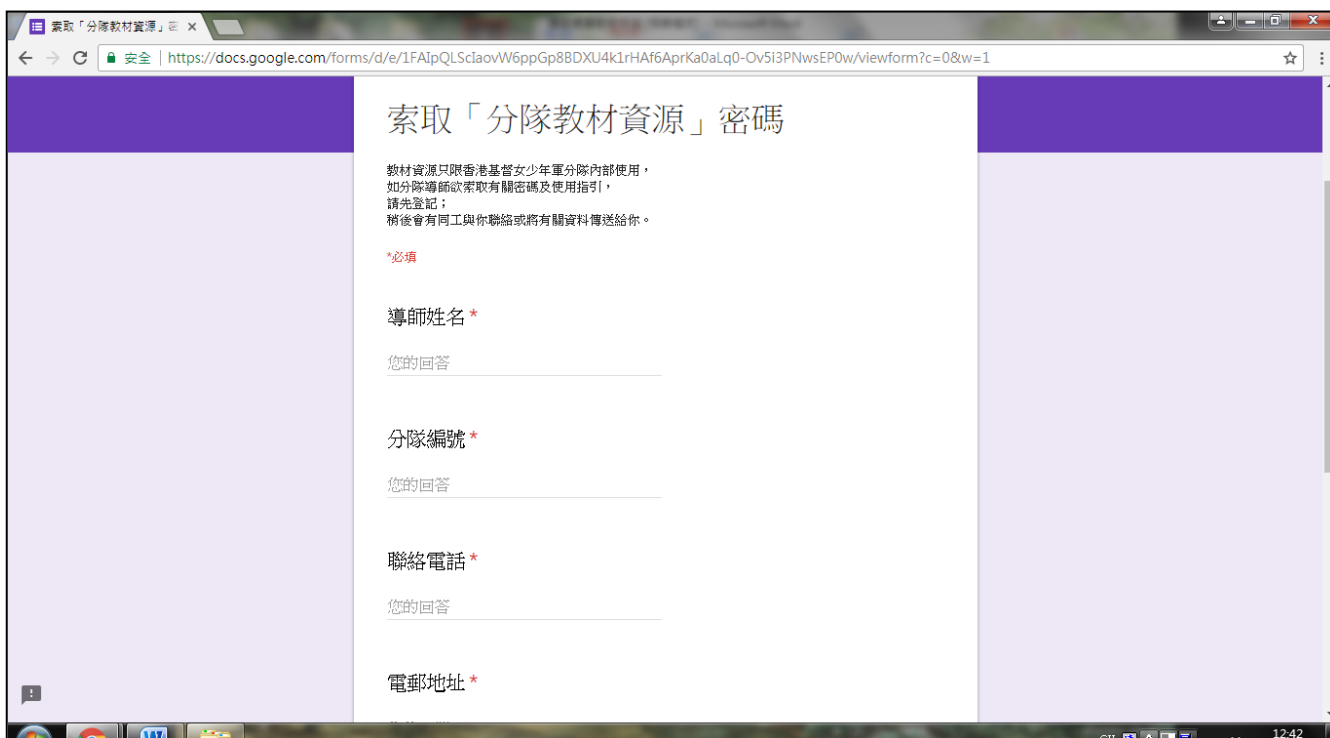 索取「分隊教材資源」密
安全
https://docs.google.com/forms/d/e/1FAIpQLScIaovW6ppGp8BDXU4k1rHAf6AprKa0aLq0-Ov5i3PNwsEP0w/viewform?c=0&w=1
索取「分隊教材資源」密碼
教材資源只限香港基督女少年軍分隊內部使用，
如分隊導師欲索取有關密碼及使用指引，
請先登記；
稍後會有同工與你聯絡或將有關資料傳送給你。
*必填
導師姓名 *
您的回答
分隊編號 *
您的回答
聯絡電話 *
您的回答
電郵地址 *
12:42